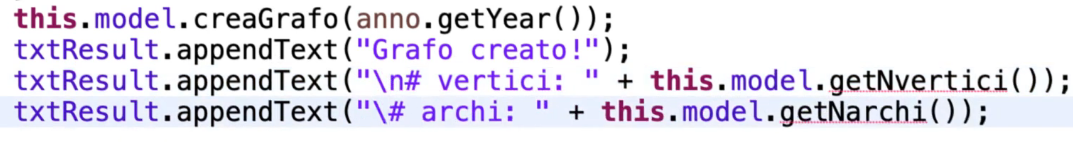 this.model.creaGrafo(anno.getYear());
txtResult.appendText("Grafo creato!");
txtResult.appendText("\n# vertici: " + this.model.getNvertici());
txtResult.appendText("\# archi: " + this.model.getNarchi());